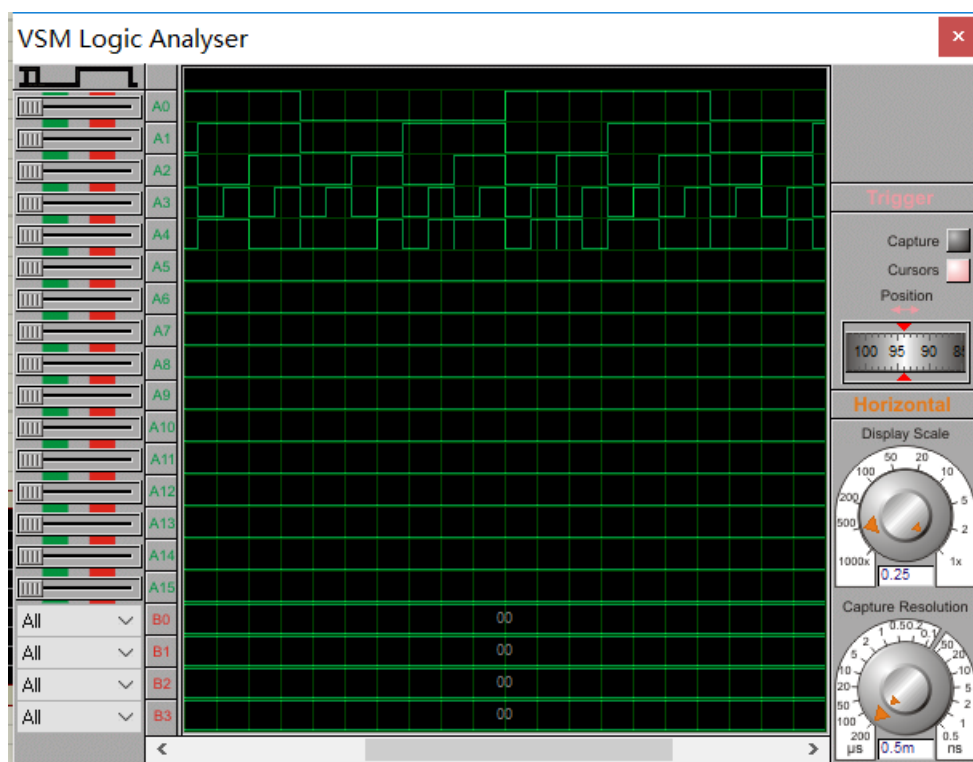 VSM Logic Analyser
A0
A1
A2
A3
A4
A5
A6
A7
A8
A9
A10
A11
A12
A13
A14
A15
All B0 00
All B1 00
All B2 00
All B3 00
Trigger
Capture
Cursors
Position
100 95 90 85
Horizontal
Display Scale
50 20
100 10
200 5
500 2
1000x 1x
0.25
Capture Resolution
1 0.50.2 0.1
2 50
5 20
10 10
20 5
50 2
100 1
200 0.5
µs ns
0.5m